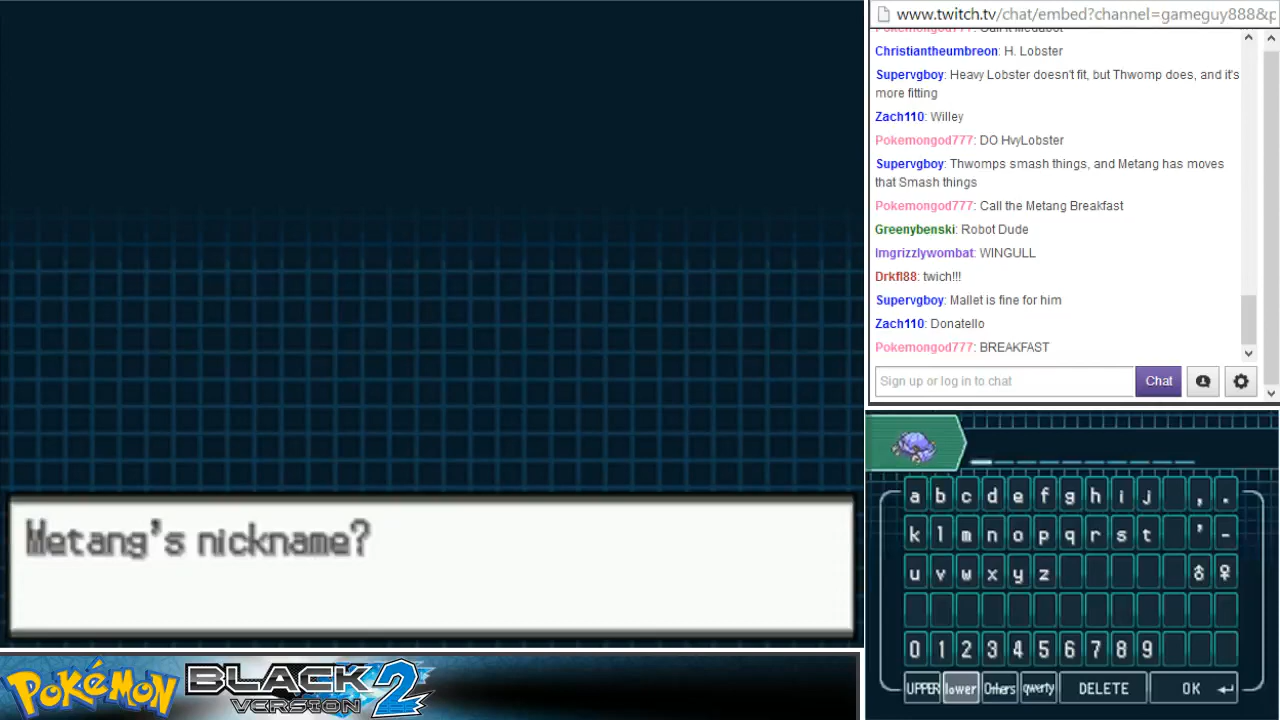 www.twitch.tv/chat/embed?channel=gameguy888&p
Pokemongod777: Call it Medabot
Christiantheumbreon: H. Lobster
Supervgboy: Heavy Lobster doesn't fit, but Thwomp does, and it's
more fitting
Zach110: Willey
Pokemongod777: DO HvyLobster
Supervgboy: Thwomps smash things, and Metang has moves
that Smash things
Pokemongod777: Call the Metang Breakfast
Greenybenski: Robot Dude
Imgrizzlywombat: WINGULL
Drkfl88: twich!!!
Supervgboy: Mallet is fine for him
Zach110: Donatello
Pokemongod777: BREAKFAST
Sign up or log in to chat
Chat
Metang's nickname?
a b c d e f g h i j , .
k l m n o p q r s t ' -
u v w x y z ♂ ♀
0 1 2 3 4 5 6 7 8 9
UPPER lower Others qwerty DELETE OK
POKéMON
BLACK 2
VERSION